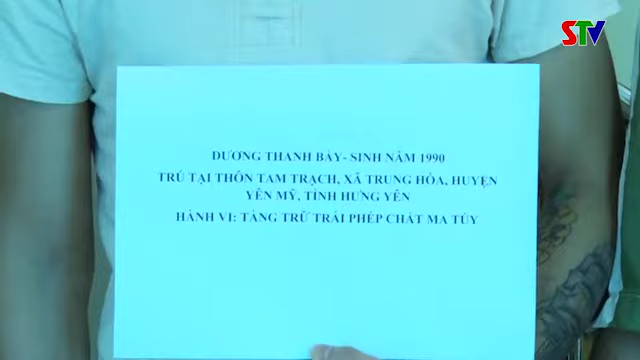 STV
DƯƠNG THANH BẢY- SINH NĂM 1990
TRÚ TẠI THÔN TAM TRẠCH, XÃ TRUNG HÒA, HUYỆN
YÊN MỸ, TỈNH HƯNG YÊN
HÀNH VI: TÀNG TRỮ TRÁI PHÉP CHẤT MA TÚY